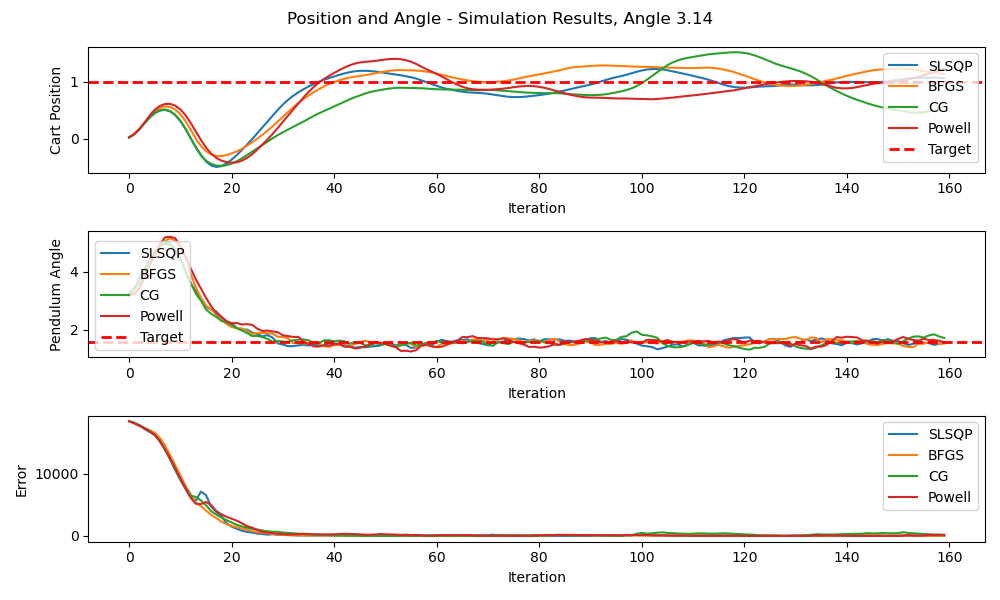 Position and Angle - Simulation Results, Angle 3.14
Cart Position
1
0
SLSQP
BFGS
CG
Powell
Target
0 20 40 60 80 100 120 140 160
Iteration
Pendulum Angle
4
2
SLSQP
BFGS
CG
Powell
Target
0 20 40 60 80 100 120 140 160
Iteration
Error
10000
0
SLSQP
BFGS
CG
Powell
0 20 40 60 80 100 120 140 160
Iteration